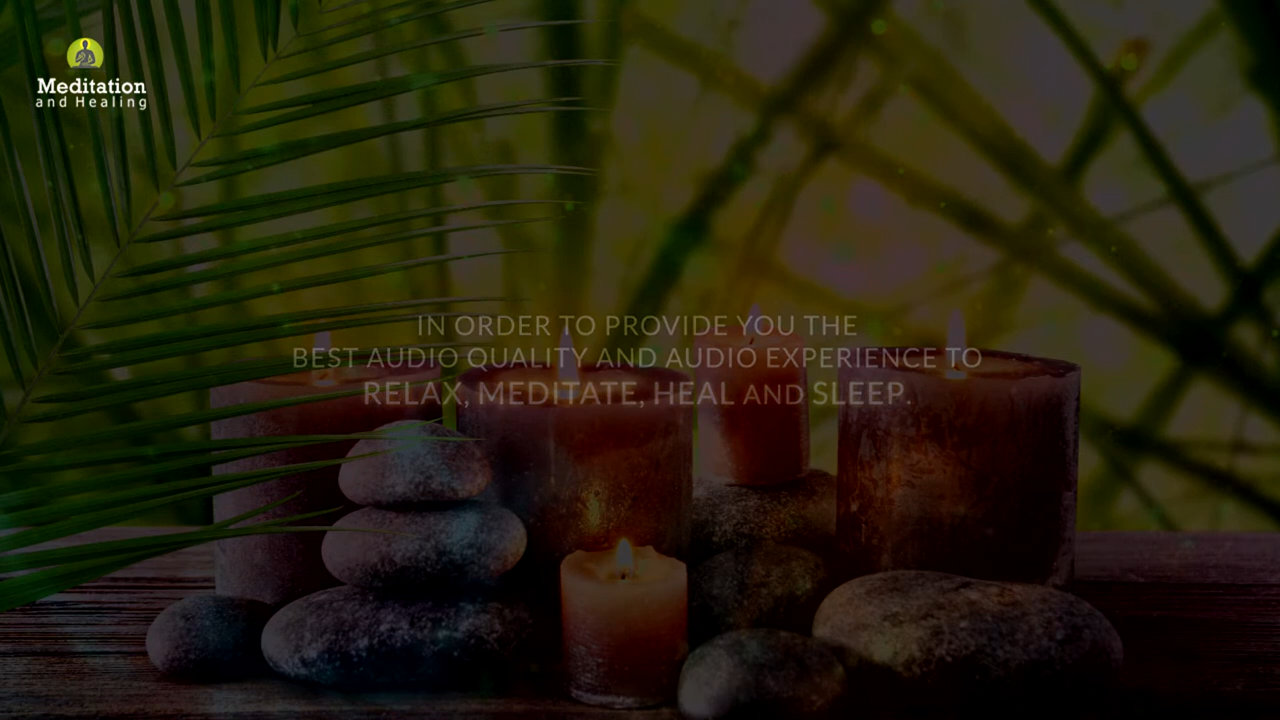 Meditation
and Healing
IN ORDER TO PROVIDE YOU THE
BEST AUDIO QUALITY AND AUDIO EXPERIENCE TO
RELAX, MEDITATE, HEAL AND SLEEP.